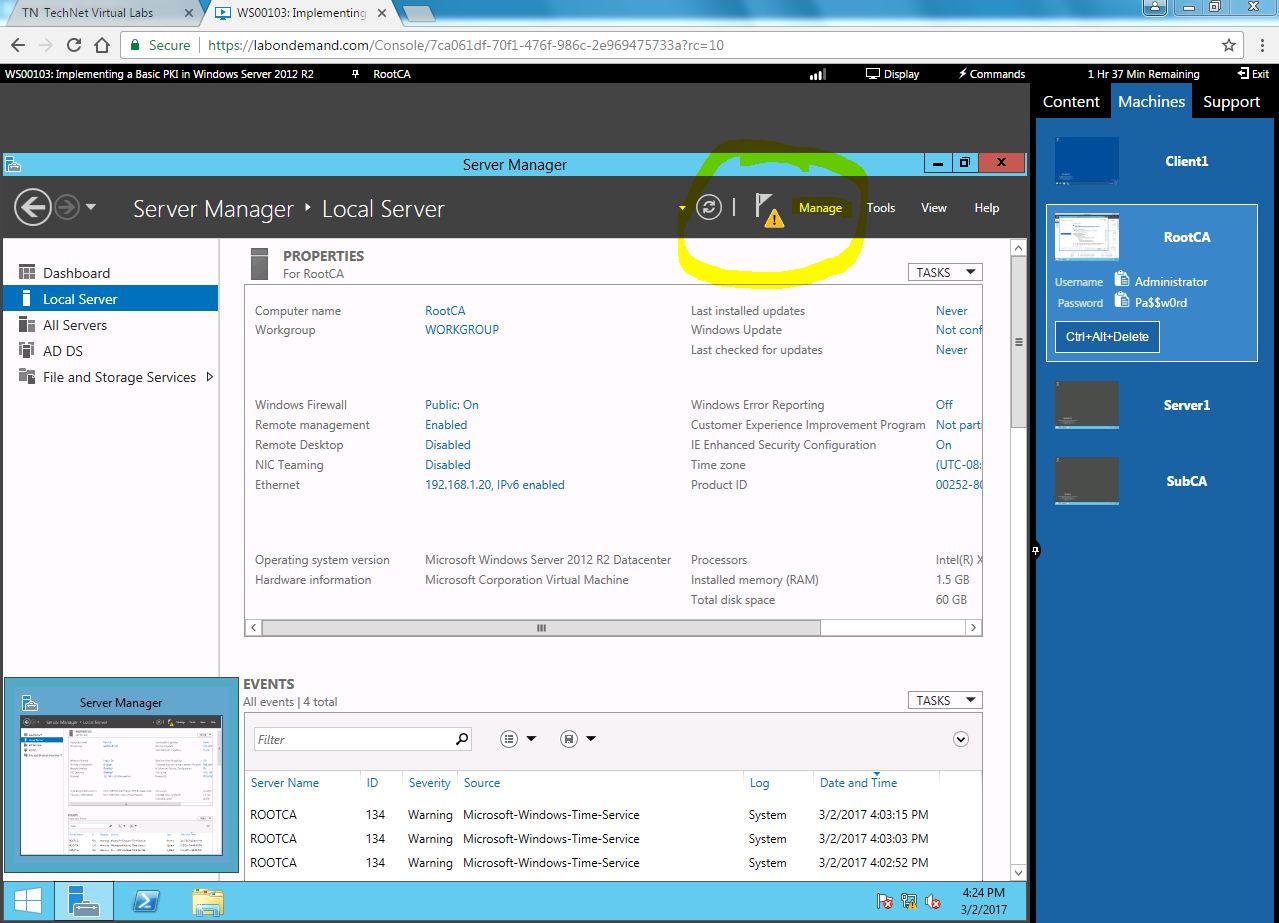 TN TechNet Virtual Labs
WS00103: Implementing
Secure https://labondemand.com/Console/7ca061df-70f1-476f-986c-2e969475733a?rc=10
WS00103: Implementing a Basic PKI in Windows Server 2012 R2 RootCA Display Commands 1 Hr 37 Min Remaining Exit
Content Machines Support
Server Manager
Server Manager Local Server Manage Tools View Help
Dashboard
Local Server
All Servers
AD DS
File and Storage Services
PROPERTIES
For RootCA
TASKS
Computer name RootCA Last installed updates Never
Workgroup WORKGROUP Windows Update Not conf
Last checked for updates Never
Windows Firewall Public: On Windows Error Reporting Off
Remote management Enabled Customer Experience Improvement Program Not parti
Remote Desktop Disabled IE Enhanced Security Configuration On
NIC Teaming Disabled Time zone (UTC-08:
Ethernet 192.168.1.20, IPv6 enabled Product ID 00252-80
Operating system version Microsoft Windows Server 2012 R2 Datacenter Processors Intel(R) X
Hardware information Microsoft Corporation Virtual Machine Installed memory (RAM) 1.5 GB
Total disk space 60 GB
EVENTS
All events | 4 total
TASKS
Filter
Server Name ID Severity Source Log Date and Time
ROOTCA 134 Warning Microsoft-Windows-Time-Service System 3/2/2017 4:03:15 PM
ROOTCA 134 Warning Microsoft-Windows-Time-Service System 3/2/2017 4:03:03 PM
ROOTCA 134 Warning Microsoft-Windows-Time-Service System 3/2/2017 4:02:52 PM
Server Manager
4:24 PM
3/2/2017
Client1
RootCA
Username Administrator
Password Pa$$w0rd
Ctrl+Alt+Delete
Server1
SubCA